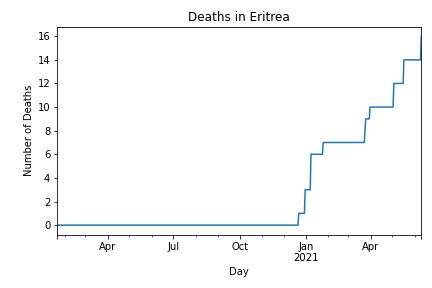 Deaths in Eritrea
16
14
12
10
8
6
4
2
0
Number of Deaths
Apr
Jul
Oct
Jan
2021
Apr
Day